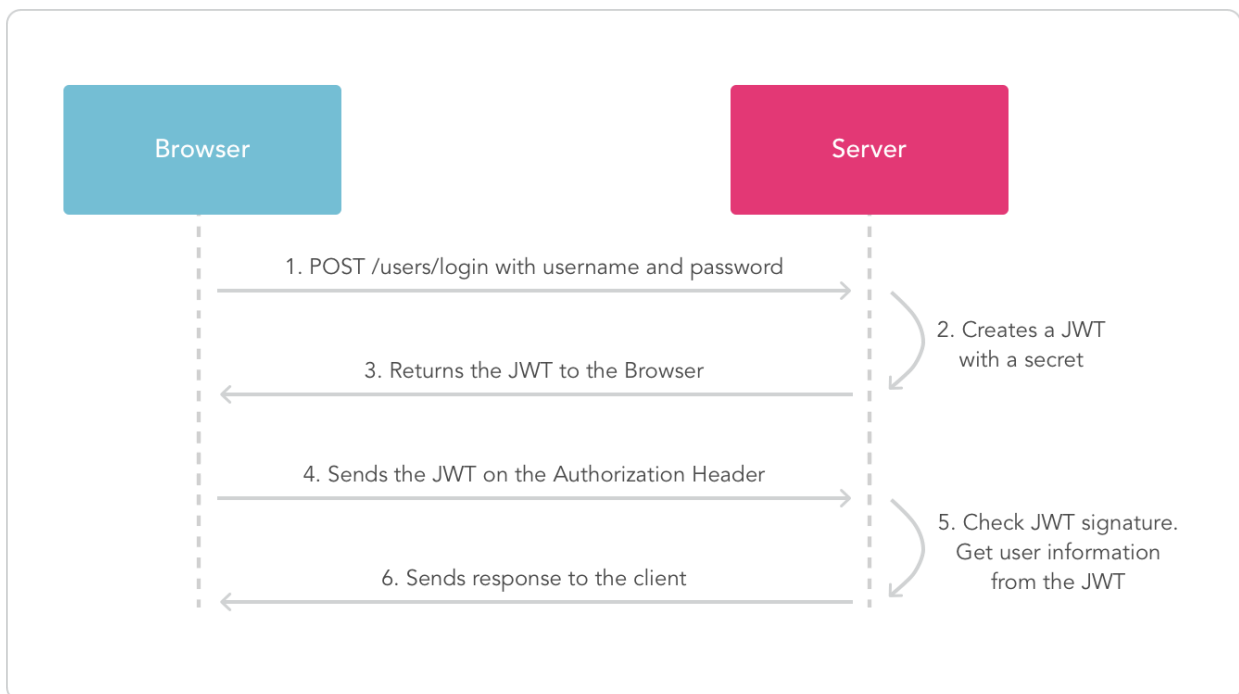 Browser
Server
1. POST /users/login with username and password
2. Creates a JWT
with a secret
3. Returns the JWT to the Browser
4. Sends the JWT on the Authorization Header
5. Check JWT signature.
Get user information
from the JWT
6. Sends response to the client